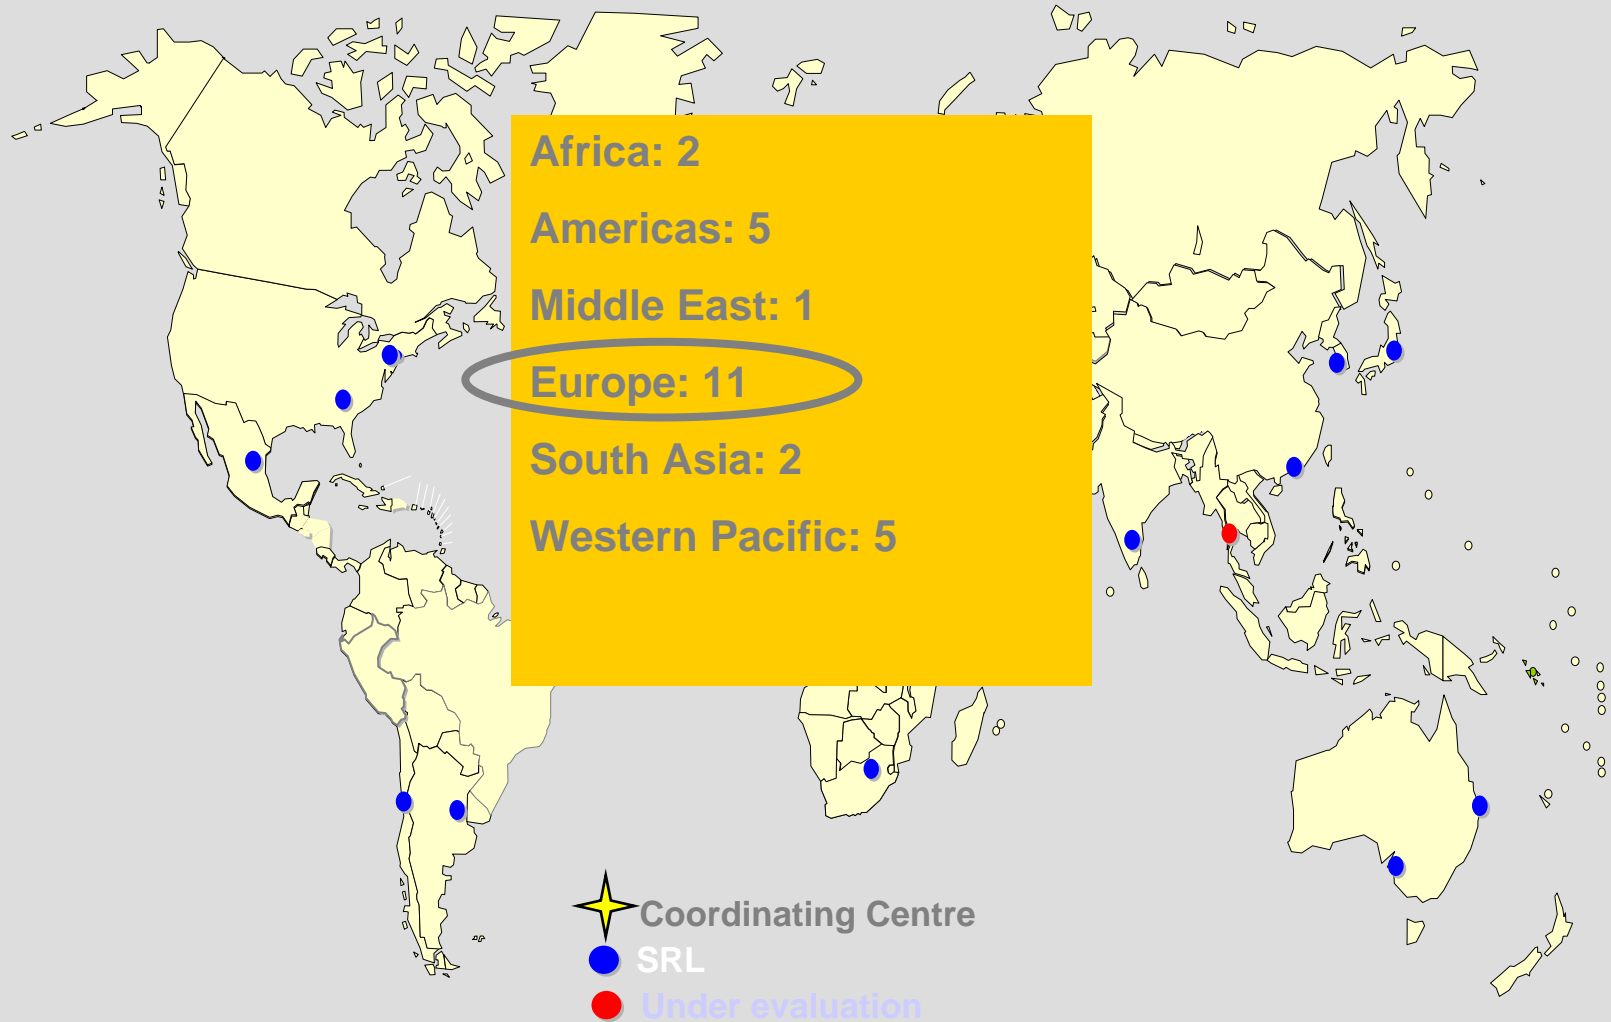 Africa: 2
Americas: 5
Middle East: 1
Europe: 11
South Asia: 2
Western Pacific: 5
Coordinating Centre
SRL
Under evaluation